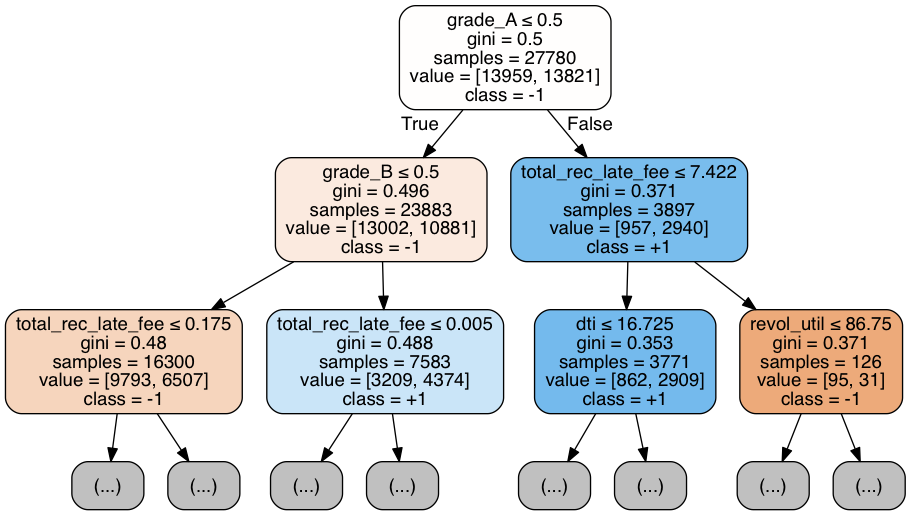 grade_A ≤ 0.5
gini = 0.5
samples = 27780
value = [13959, 13821]
class = -1
True
False
grade_B ≤ 0.5
gini = 0.496
samples = 23883
value = [13002, 10881]
class = -1
total_rec_late_fee ≤ 7.422
gini = 0.371
samples = 3897
value = [957, 2940]
class = +1
total_rec_late_fee ≤ 0.175
gini = 0.48
samples = 16300
value = [9793, 6507]
class = -1
total_rec_late_fee ≤ 0.005
gini = 0.488
samples = 7583
value = [3209, 4374]
class = +1
dti ≤ 16.725
gini = 0.353
samples = 3771
value = [862, 2909]
class = +1
revol_util ≤ 86.75
gini = 0.371
samples = 126
value = [95, 31]
class = -1
(...)
(...)
(...)
(...)
(...)
(...)
(...)
(...)